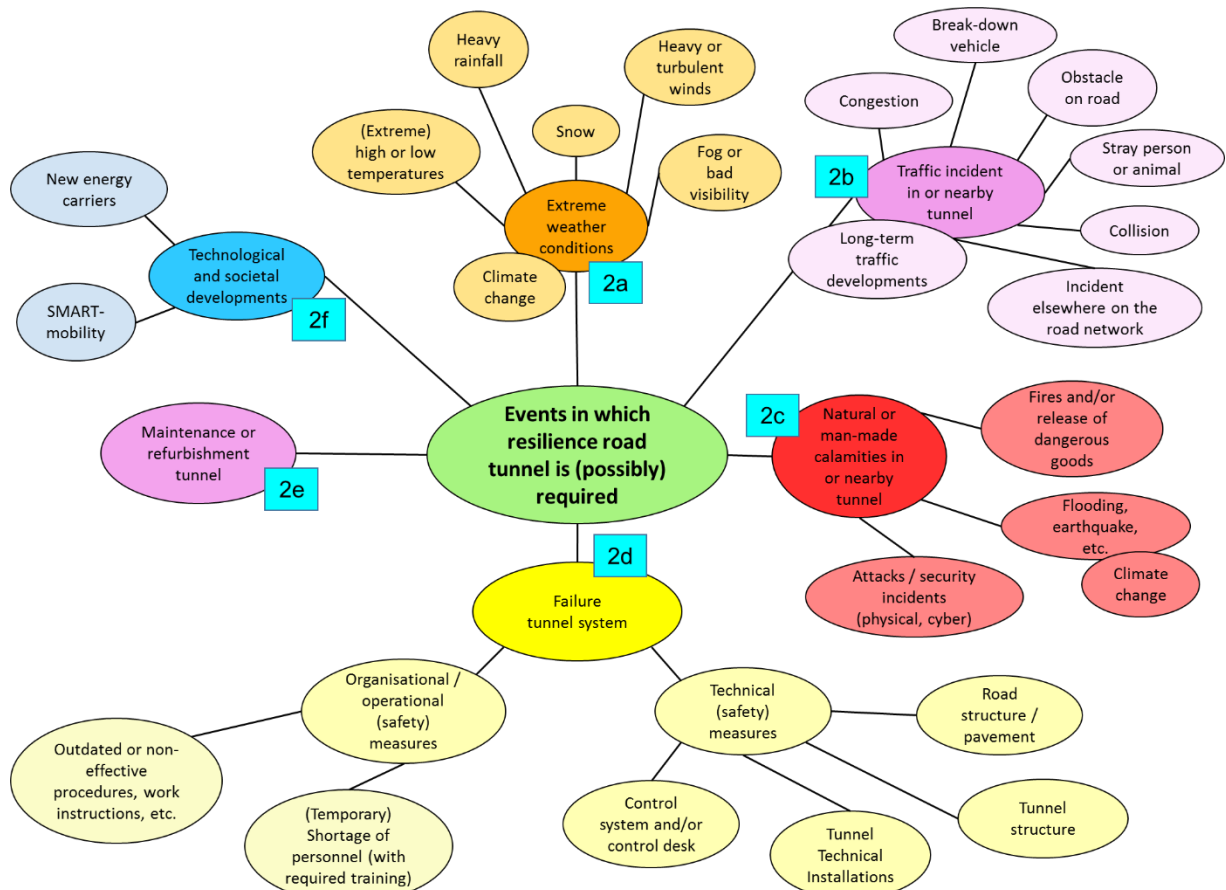 Break-down
vehicle
Heavy
rainfall
Heavy or
turbulent
winds
Obstacle
on road
Congestion
(Extreme)
high or low
temperatures
Snow
Stray person
or animal
Fog or
bad
visibility
2b
Traffic incident
in or nearby
tunnel
New energy
carriers
Extreme
weather
conditions
Collision
Technological
and societal
developments
Long-term
traffic
developments
Climate
change
2a
Incident
elsewhere on the
road network
SMART-
mobility
2f
Events in which
resilience road
tunnel is (possibly)
required
2c
Natural or
man-made
calamities in
or nearby
tunnel
Fires and/or
release of
dangerous
goods
Maintenance or
refurbishment
tunnel
2e
Flooding,
earthquake,
etc.
Climate
change
2d
Attacks / security
incidents
(physical, cyber)
Failure
tunnel system
Organisational /
operational
(safety)
measures
Technical
(safety)
measures
Road
structure /
pavement
Outdated or non-
effective
procedures, work
instructions, etc.
(Temporary)
Shortage of
personnel (with
required training)
Control
system and/or
control desk
Tunnel
Technical
Installations
Tunnel
structure